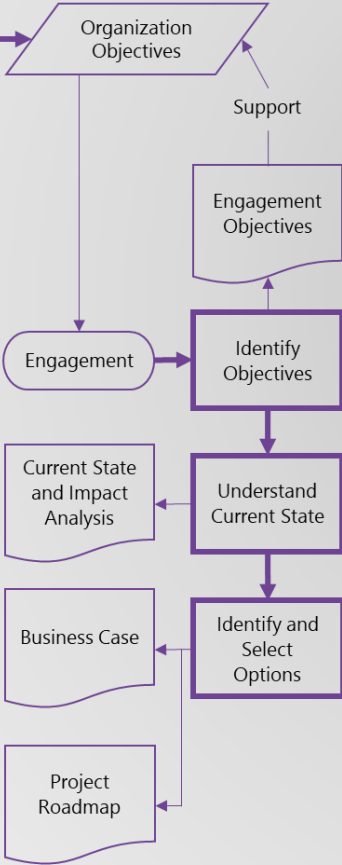 Organization
Objectives
Support
Engagement
Objectives
Engagement
Identify
Objectives
Current State
and Impact
Analysis
Understand
Current State
Business Case
Identify and
Select
Options
Project
Roadmap